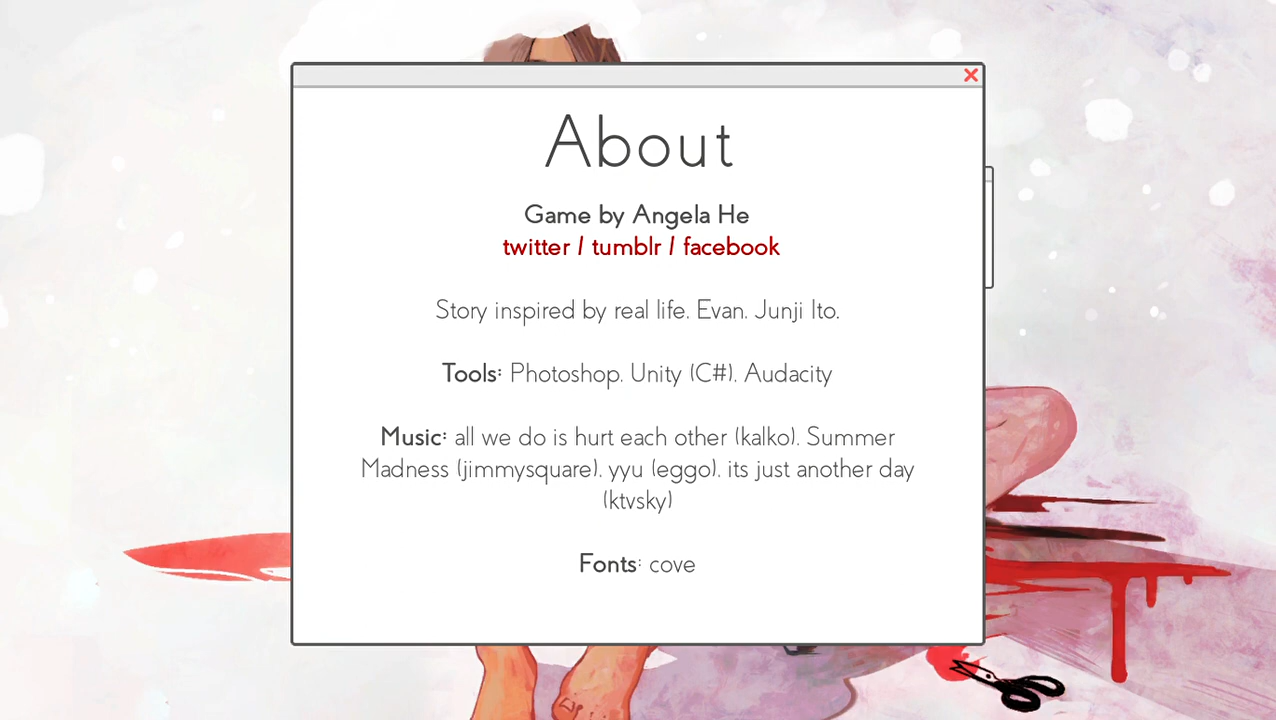 About
Game by Angela He
twitter / tumblr / facebook
Story inspired by real life. Evan. Junji Ito.
Tools: Photoshop. Unity (C#). Audacity
Music: all we do is hurt each other (kalko). Summer
Madness (jimmysquare). yyu (eggo). its just another day
(ktvsky)
Fonts: cove